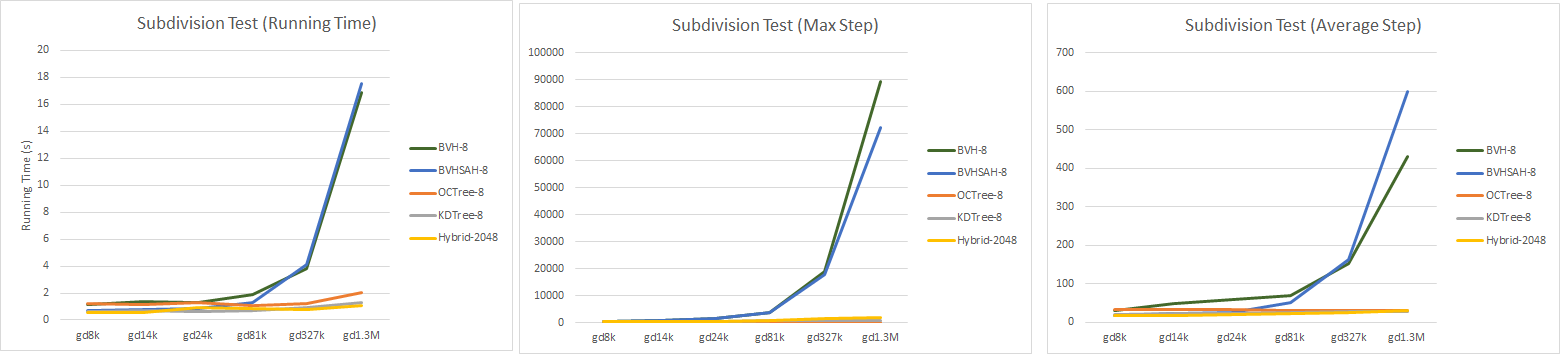 Subdivision Test (Running Time)
Running Time (s)
20
18
16
14
12
10
8
6
4
2
0
gd8k gd14k gd24k gd81k gd327k gd1.3M
BVH-8
BVHSAH-8
OCTree-8
KDTree-8
Hybrid-2048
Subdivision Test (Max Step)
100000
90000
80000
70000
60000
50000
40000
30000
20000
10000
0
gd8k gd14k gd24k gd81k gd327k gd1.3M
BVH-8
BVHSAH-8
OCTree-8
KDTree-8
Hybrid-2048
Subdivision Test (Average Step)
700
600
500
400
300
200
100
0
gd8k gd14k gd24k gd81k gd327k gd1.3M
BVH-8
BVHSAH-8
OCTree-8
KDTree-8
Hybrid-2048